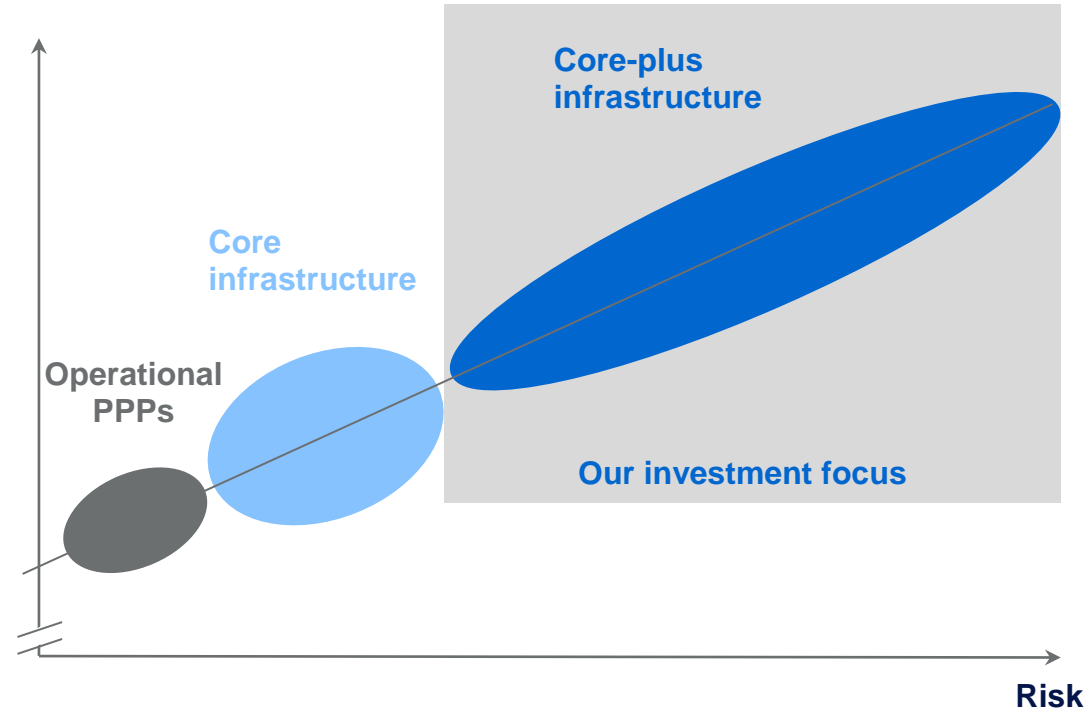 Core-plus
infrastructure
Core
infrastructure
Operational
PPPs
Our investment focus
Risk